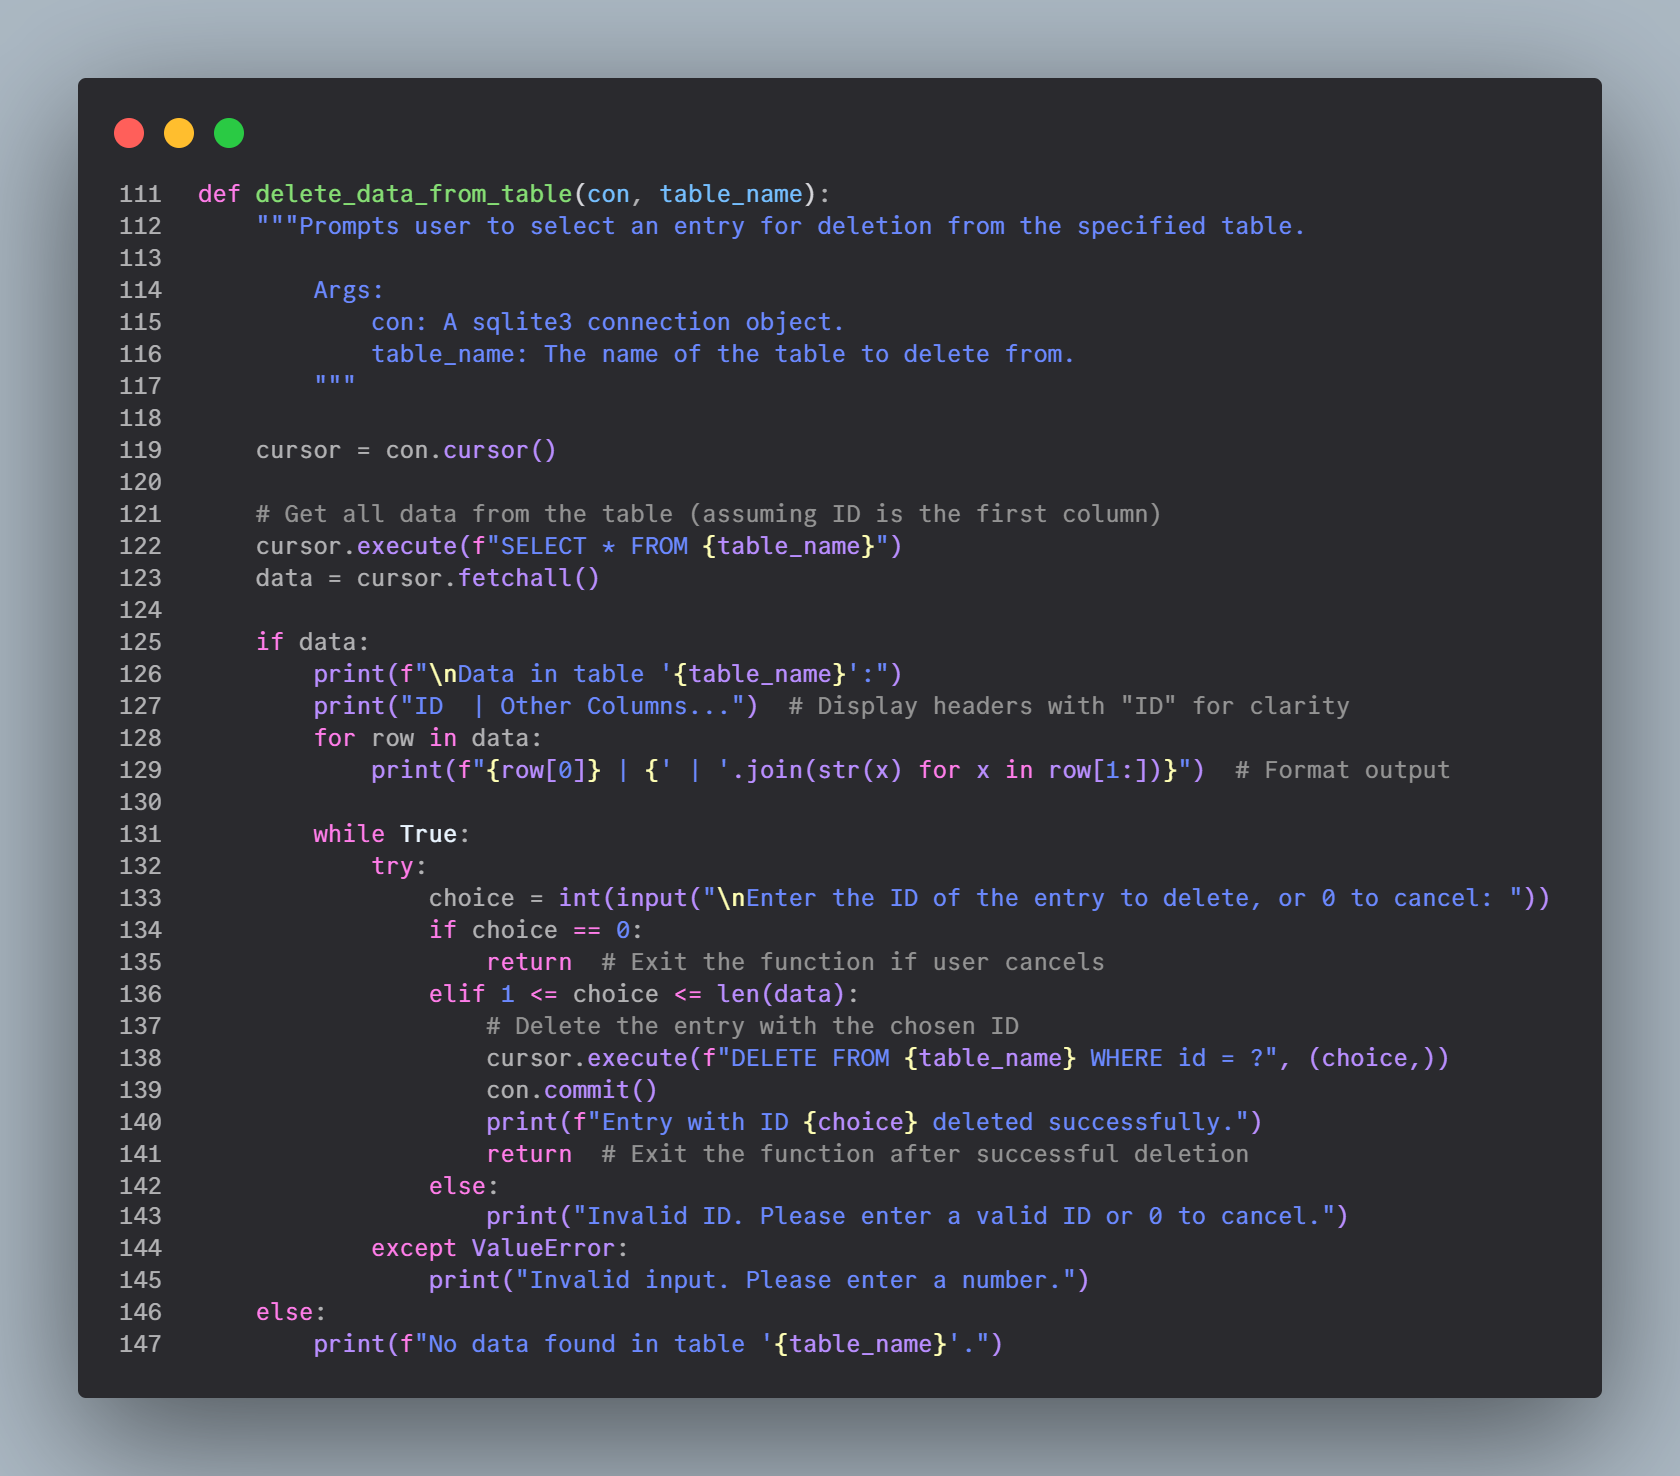 111 def delete_data_from_table(con, table_name):
112     """Prompts user to select an entry for deletion from the specified table.
113
114         Args:
115             con: A sqlite3 connection object.
116             table_name: The name of the table to delete from.
117         """
118
119     cursor = con.cursor()
120
121     # Get all data from the table (assuming ID is the first column)
122     cursor.execute(f"SELECT * FROM {table_name}")
123     data = cursor.fetchall()
124
125     if data:
126         print(f"\nData in table '{table_name}':")
127         print("ID  | Other Columns...")  # Display headers with "ID" for clarity
128         for row in data:
129             print(f"{row[0]} | {' | '.join(str(x) for x in row[1:])}")  # Format output
130
131         while True:
132             try:
133                 choice = int(input("\nEnter the ID of the entry to delete, or 0 to cancel: "))
134                 if choice == 0:
135                     return  # Exit the function if user cancels
136                 elif 1 <= choice <= len(data):
137                     # Delete the entry with the chosen ID
138                     cursor.execute(f"DELETE FROM {table_name} WHERE id = ?", (choice,))
139                     con.commit()
140                     print(f"Entry with ID {choice} deleted successfully.")
141                     return  # Exit the function after successful deletion
142                 else:
143                     print("Invalid ID. Please enter a valid ID or 0 to cancel.")
144             except ValueError:
145                 print("Invalid input. Please enter a number.")
146     else:
147         print(f"No data found in table '{table_name}'.")